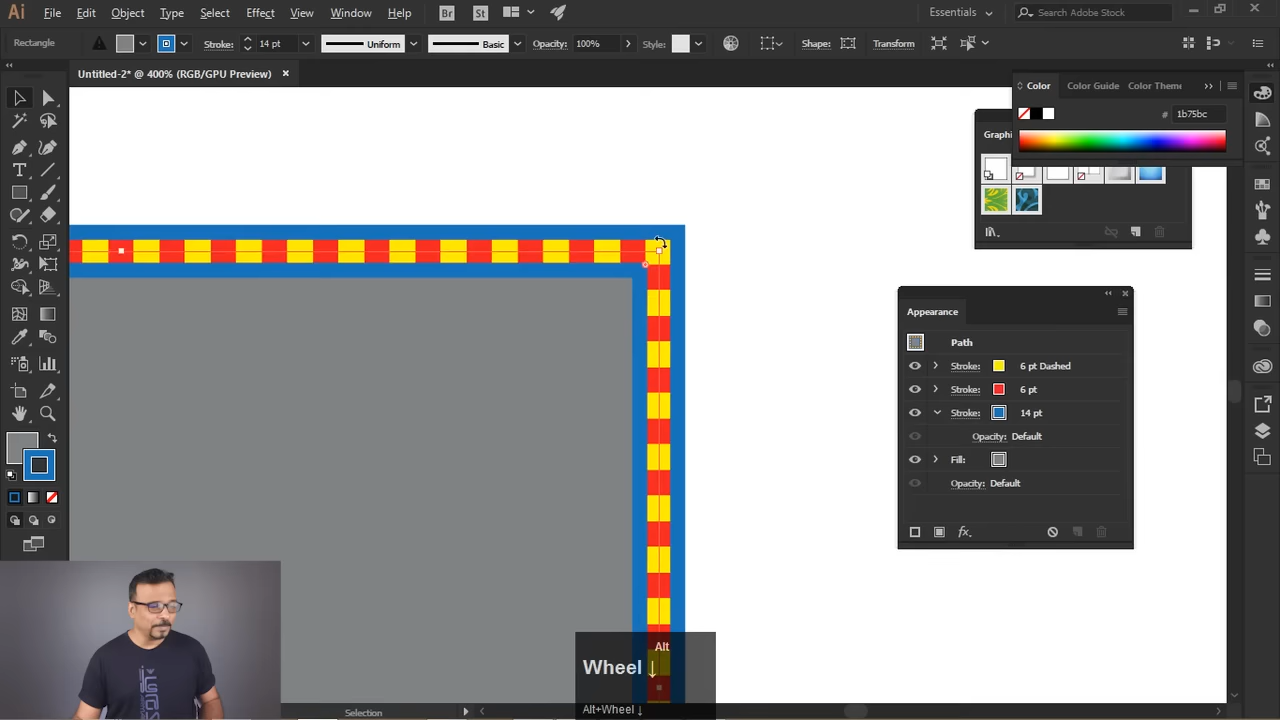 Ai File Edit Object Type Select Effect View Window Help Br St Essentials Search Adobe Stock
Rectangle Stroke: 14 pt Uniform Basic Opacity: 100% Style: Shape: Transform
Untitled-2* @ 400% (RGB/GPU Preview)
Color Color Guide Color Theme
# 1b75bc
Graphi
Appearance
Path
Stroke: 6 pt Dashed
Stroke: 6 pt
Stroke: 14 pt
Opacity: Default
Fill:
Opacity: Default
fx.
Alt
Wheel ↓
Alt+Wheel ↓
Selection